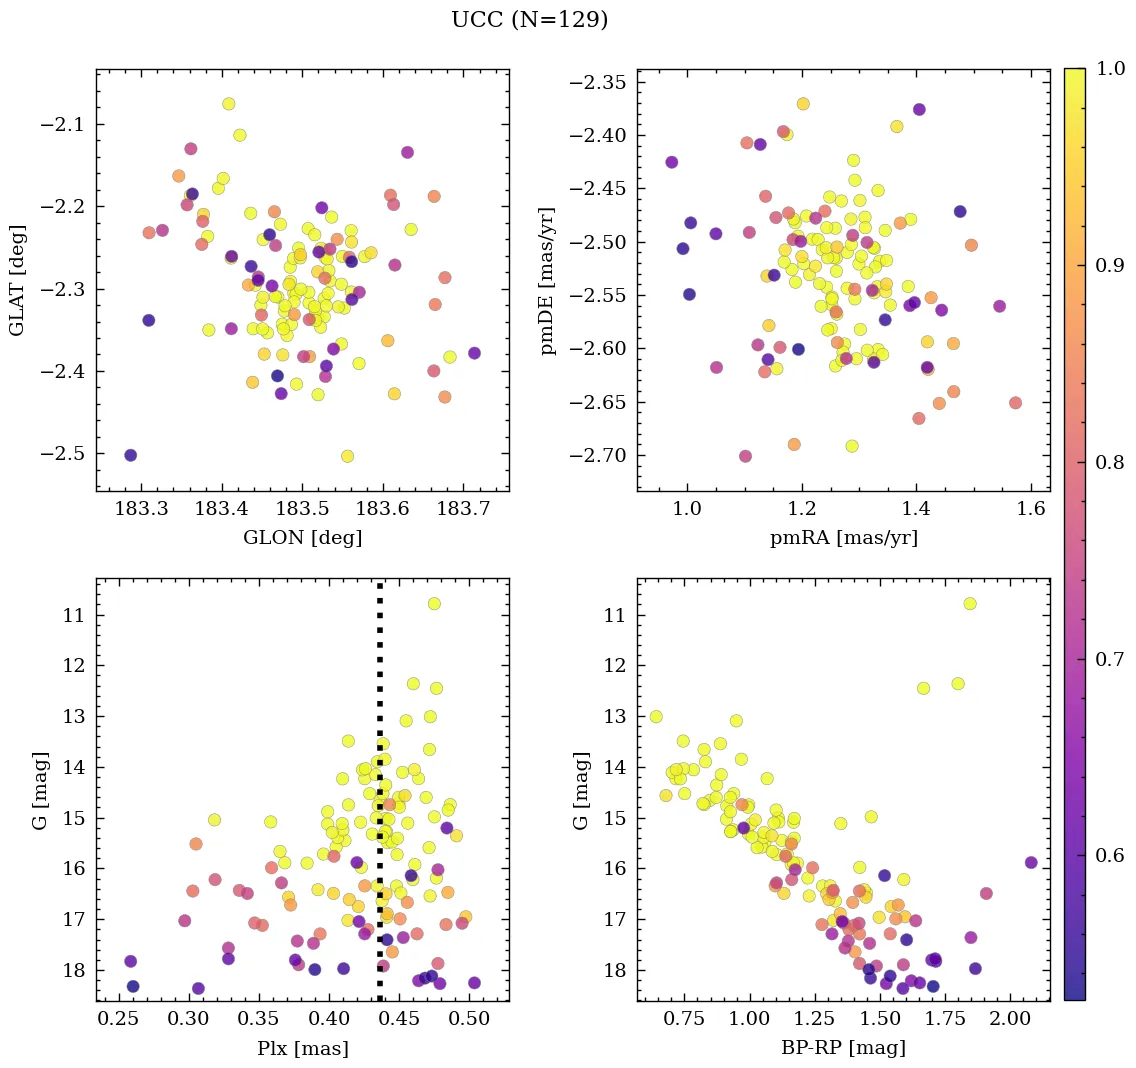 UCC (N=129)
−2.1
−2.2
−2.3
−2.4
−2.5
GLAT [deg]
183.3 183.4 183.5 183.6 183.7
GLON [deg]
−2.35
−2.40
−2.45
−2.50
−2.55
−2.60
−2.65
−2.70
pmDE [mas/yr]
1.0 1.2 1.4 1.6
pmRA [mas/yr]
1.0
0.9
0.8
0.7
0.6
11
12
13
14
15
16
17
18
G [mag]
0.25 0.30 0.35 0.40 0.45 0.50
Plx [mas]
11
12
13
14
15
16
17
18
G [mag]
0.75 1.00 1.25 1.50 1.75 2.00
BP-RP [mag]